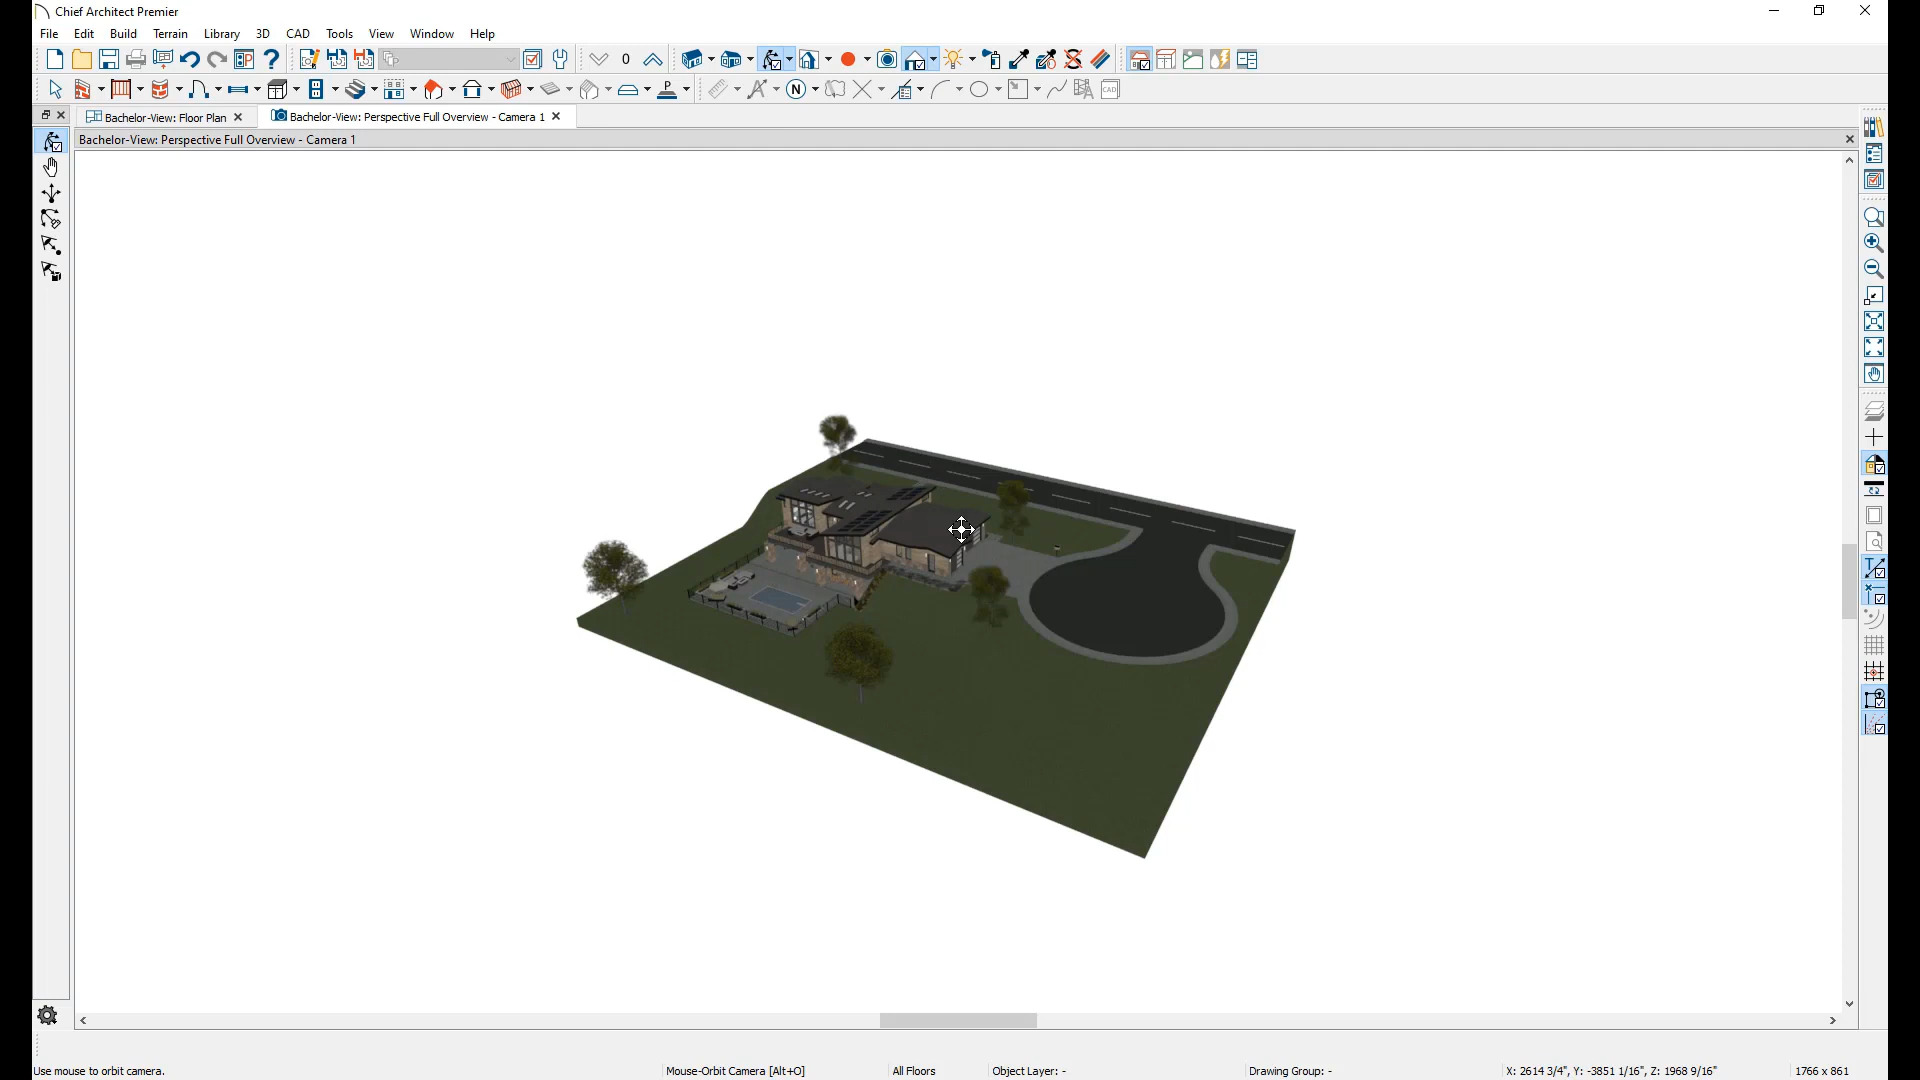 Chief Architect Premier
File Edit Build Terrain Library 3D CAD Tools View Window Help
0
N P CAD
Bachelor-View: Floor Plan Bachelor-View: Perspective Full Overview - Camera 1
Bachelor-View: Perspective Full Overview - Camera 1
Use mouse to orbit camera. Mouse-Orbit Camera [Alt+O] All Floors Object Layer: - Drawing Group: - X: 2614 3/4", Y: -3851 1/16", Z: 1968 9/16" 1766 x 861